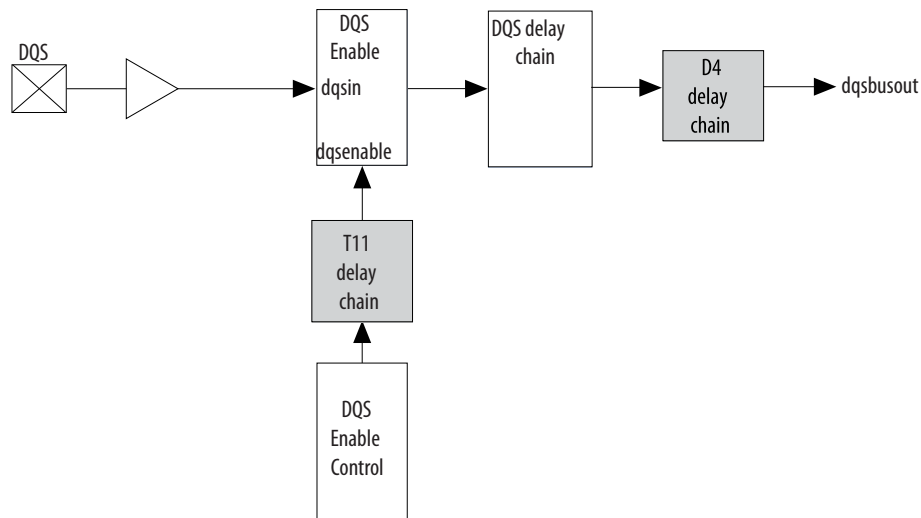 DQS
DQS
Enable
dqsin
dqsenable
DQS delay
chain
D4
delay
chain
dqsbusout
T11
delay
chain
DQS
Enable
Control